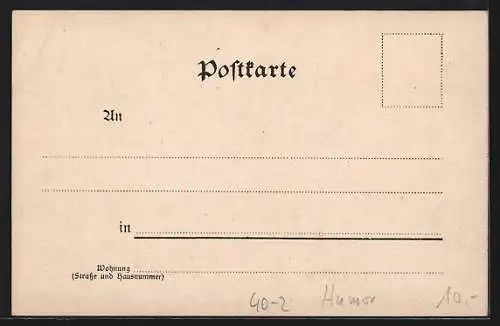 Postkarte
An
in
Wohnung
(Straße und Hausnummer)
40-2 Humor 10.-